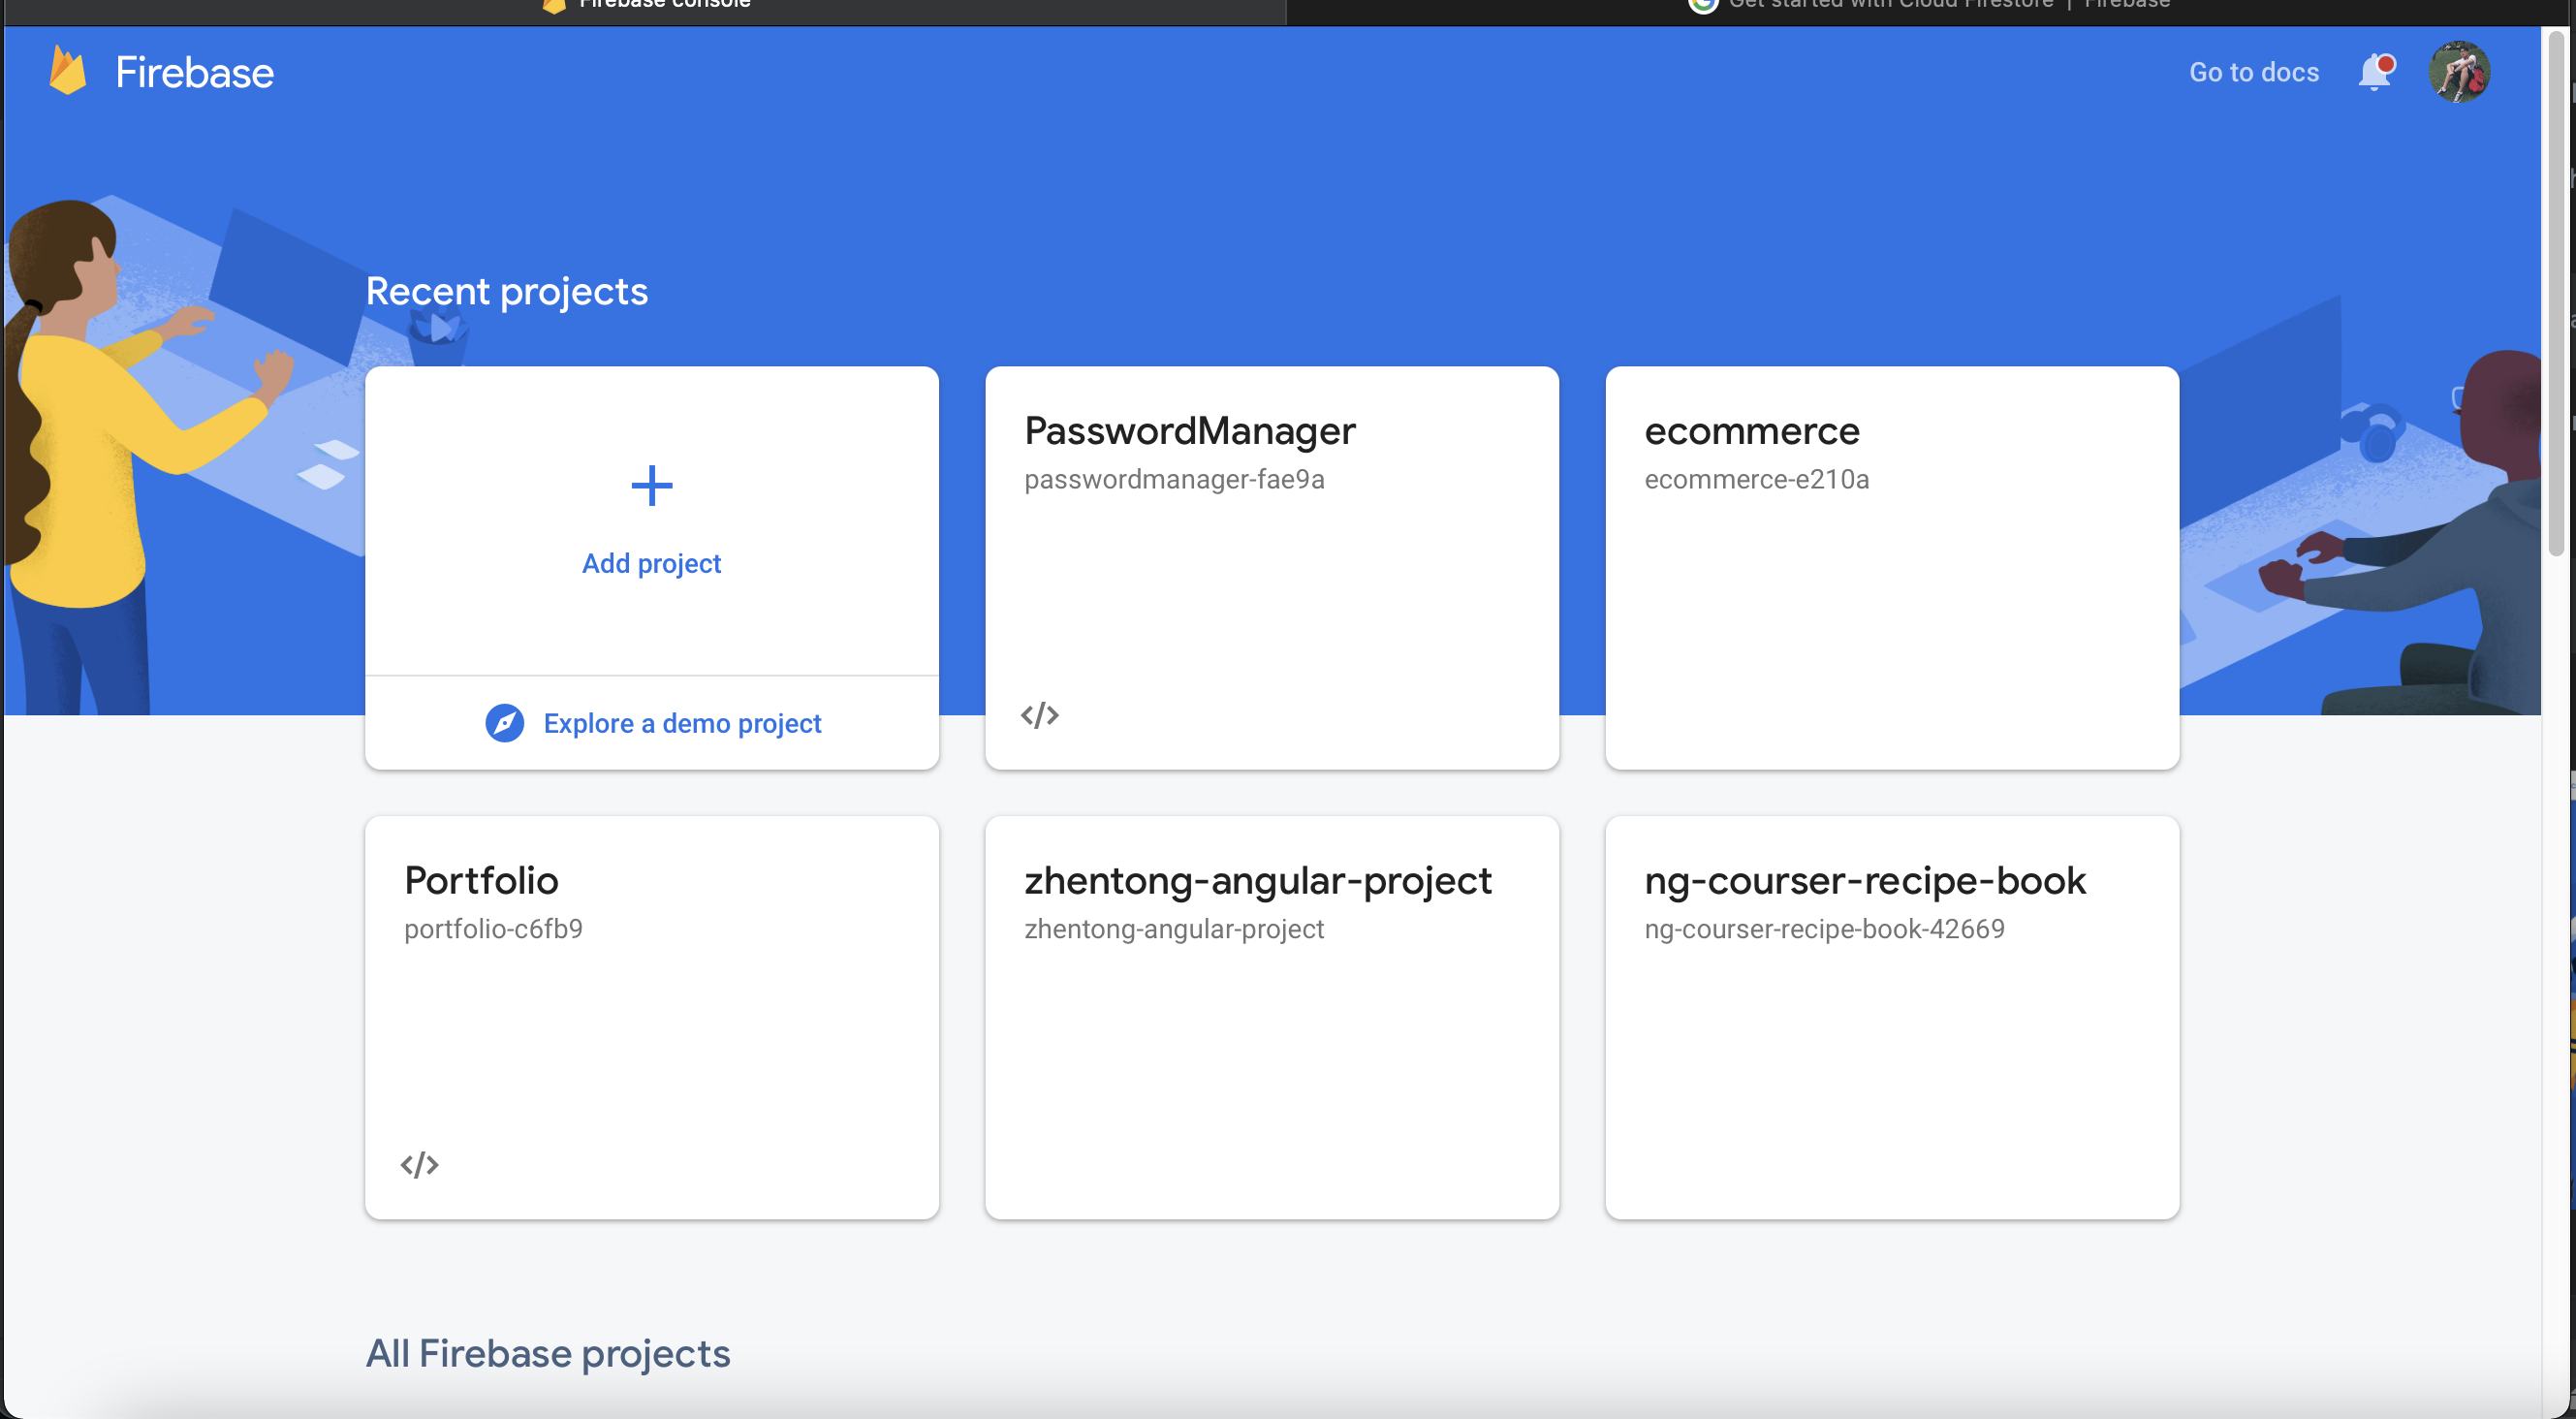 Firebase console
Get started with Cloud Firestore | Firebase
Firebase
Go to docs
Recent projects
Add project
Explore a demo project
PasswordManager
passwordmanager-fae9a
</>
ecommerce
ecommerce-e210a
Portfolio
portfolio-c6fb9
</>
zhentong-angular-project
zhentong-angular-project
ng-courser-recipe-book
ng-courser-recipe-book-42669
All Firebase projects